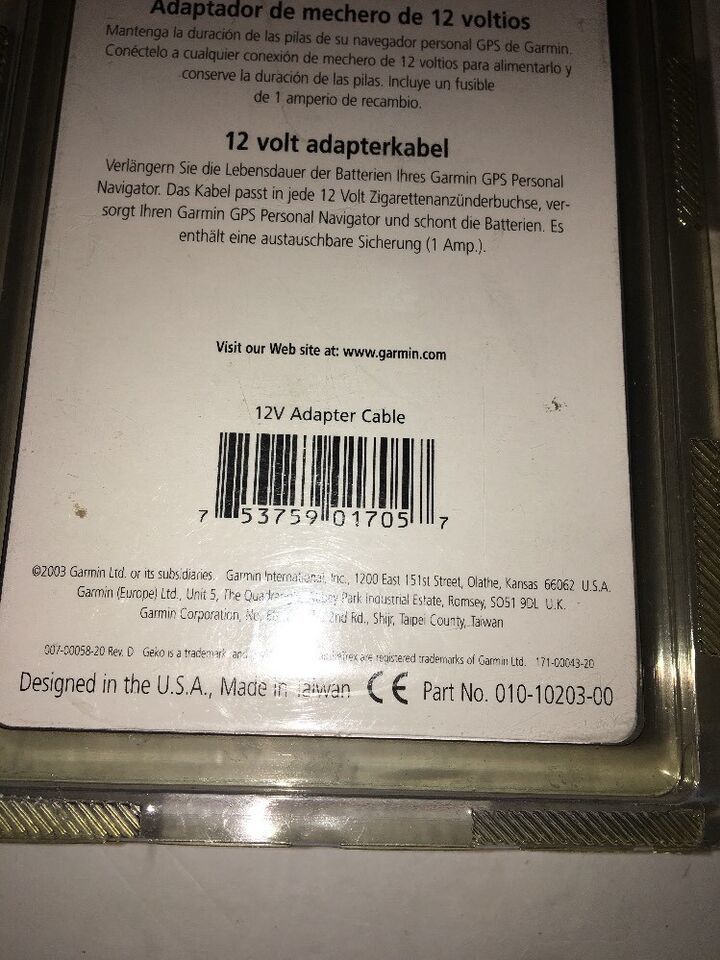 Adaptador de mechero de 12 voltios
Mantenga la duración de las pilas de su navegador personal GPS de Garmin.
Conéctelo a cualquier conexión de mechero de 12 voltios para alimentarlo y
conserve la duración de las pilas. Incluye un fusible
de 1 amperio de recambio.
12 volt adapterkabel
Verlängern Sie die Lebensdauer der Batterien Ihres Garmin GPS Personal
Navigator. Das Kabel passt in jede 12 Volt Zigarettenanzünderbuchse, ver-
sorgt Ihren Garmin GPS Personal Navigator und schont die Batterien. Es
enthält eine austauschbare Sicherung (1 Amp.).
Visit our Web site at: www.garmin.com
12V Adapter Cable
7 53759 01705 7
©2003 Garmin Ltd. or its subsidiaries. Garmin International, Inc., 1200 East 151st Street, Olathe, Kansas 66062 U.S.A.
Garmin (Europe) Ltd., Unit 5, The Park Industrial Estate, Romsey, SO51 9DL U.K.
Garmin Corporation, No. 2nd Rd., Shijr, Taipei County, Taiwan
007-00058-20 Rev. D Geko is a trademark and are registered trademarks of Garmin Ltd. 171-00043-20
Designed in the U.S.A., Made in Taiwan CE Part No. 010-10203-00